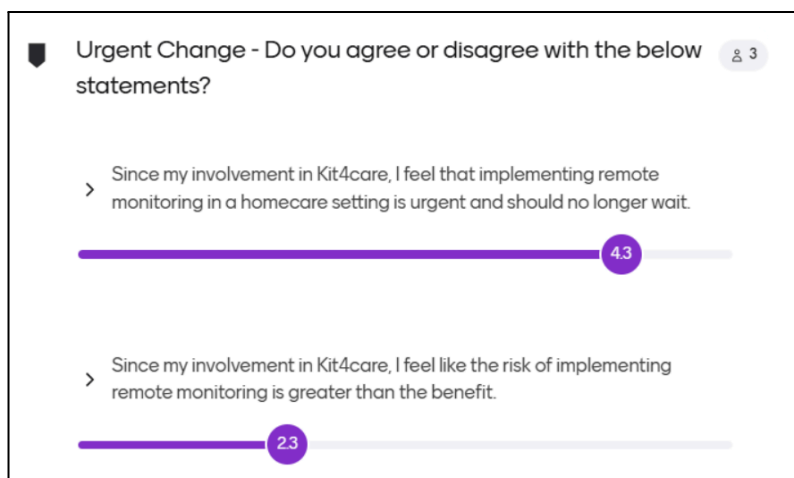 Urgent Change - Do you agree or disagree with the below
statements?
3
Since my involvement in Kit4care, I feel that implementing remote
monitoring in a homecare setting is urgent and should no longer wait.
4.3
Since my involvement in Kit4care, I feel like the risk of implementing
remote monitoring is greater than the benefit.
2.3